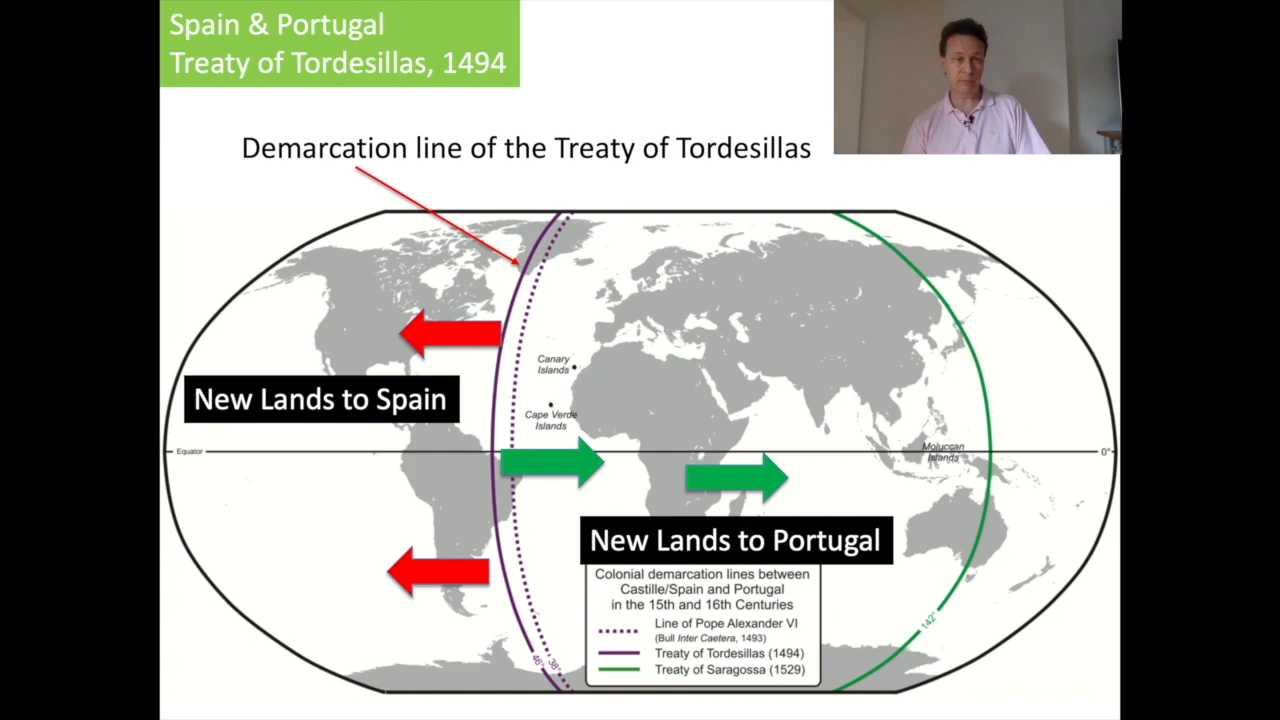 Spain & Portugal
Treaty of Tordesillas, 1494
Demarcation line of the Treaty of Tordesillas
Canary
Islands
New Lands to Spain
Cape Verde
Islands
Equator
Moluccan
Islands
0°
New Lands to Portugal
Colonial demarcation lines between
Castille/Spain and Portugal
in the 15th and 16th Centuries
Line of Pope Alexander VI
(Bull Inter Caetera, 1493)
Treaty of Tordesillas (1494)
Treaty of Saragossa (1529)
142°
46°
38°